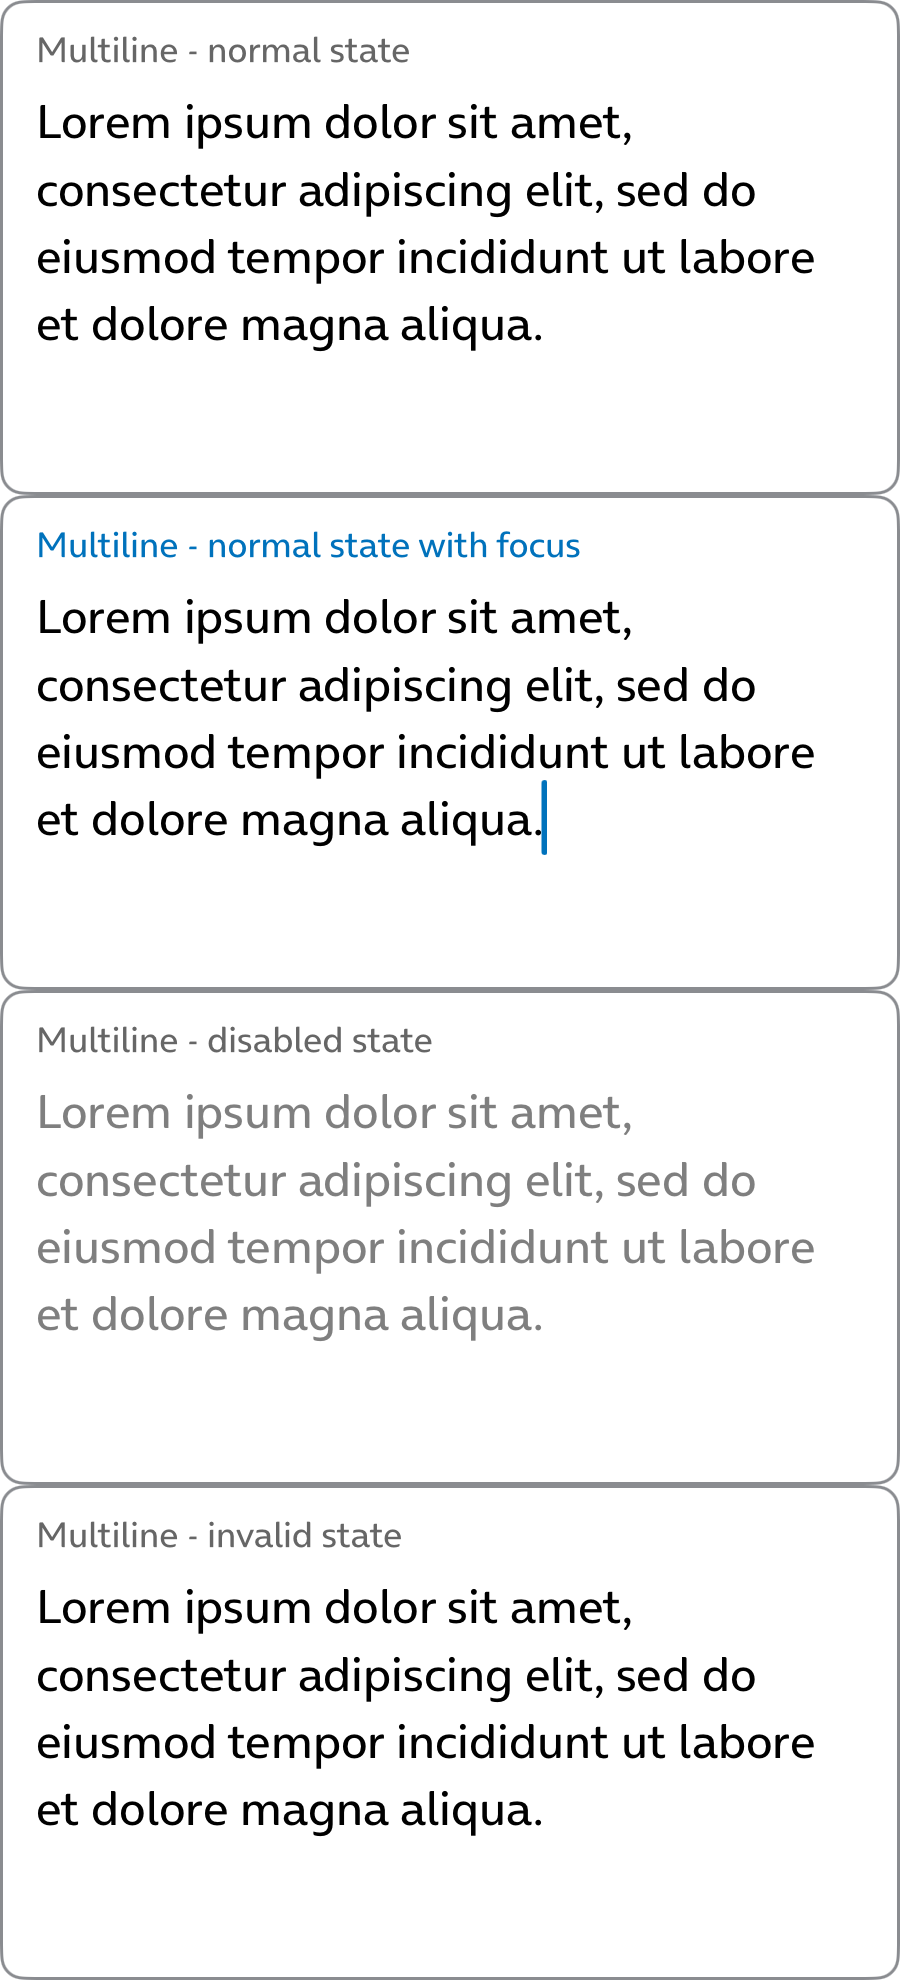 Multiline - normal state
Lorem ipsum dolor sit amet,
consectetur adipiscing elit, sed do
eiusmod tempor incididunt ut labore
et dolore magna aliqua.
Multiline - normal state with focus
Lorem ipsum dolor sit amet,
consectetur adipiscing elit, sed do
eiusmod tempor incididunt ut labore
et dolore magna aliqua.
Multiline - disabled state
Lorem ipsum dolor sit amet,
consectetur adipiscing elit, sed do
eiusmod tempor incididunt ut labore
et dolore magna aliqua.
Multiline - invalid state
Lorem ipsum dolor sit amet,
consectetur adipiscing elit, sed do
eiusmod tempor incididunt ut labore
et dolore magna aliqua.